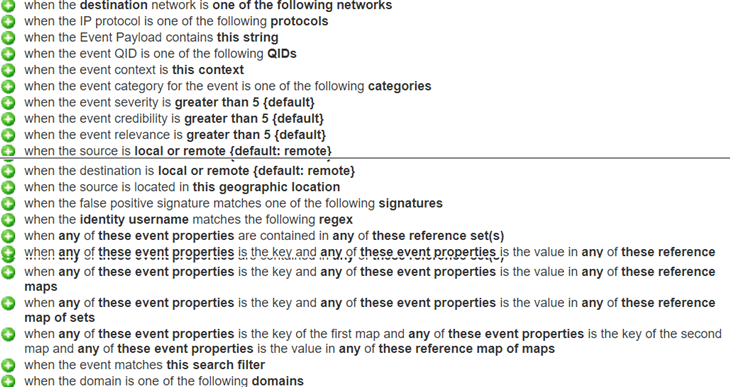 when the destination network is one of the following networks
when the IP protocol is one of the following protocols
when the Event Payload contains this string
when the event QID is one of the following QIDs
when the event context is this context
when the event category for the event is one of the following categories
when the event severity is greater than 5 {default}
when the event credibility is greater than 5 {default}
when the event relevance is greater than 5 {default}
when the source is local or remote {default: remote}
when the destination is local or remote {default: remote}
when the source is located in this geographic location
when the false positive signature matches one of the following signatures
when the identity username matches the following regex
when any of these event properties are contained in any of these reference set(s)
when any of these event properties is the key and any of these event properties is the value in any of these reference
when any of these event properties is the key and any of these event properties is the value in any of these reference
maps
when any of these event properties is the key and any of these event properties is the value in any of these reference
map of sets
when any of these event properties is the key of the first map and any of these event properties is the key of the second
map and any of these event properties is the value in any of these reference map of maps
when the event matches this search filter
when the domain is one of the following domains